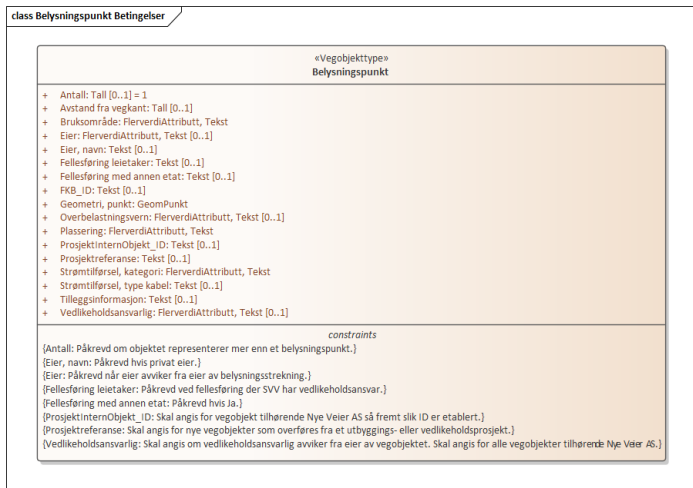 class Belysningspunkt Betingelser
«Vegobjekttype»
Belysningspunkt
+ Antall: Tall [0..1] = 1
+ Avstand fra vegkant: Tall [0..1]
+ Bruksområde: FlerverdiAttributt, Tekst
+ Eier: FlerverdiAttributt, Tekst [0..1]
+ Eier, navn: Tekst [0..1]
+ Fellesføring leietaker: Tekst [0..1]
+ Fellesføring med annen etat: Tekst [0..1]
+ FKB_ID: Tekst [0..1]
+ Geometri, punkt: GeomPunkt
+ Overbelastningsvern: FlerverdiAttributt, Tekst [0..1]
+ Plassering: FlerverdiAttributt, Tekst
+ ProsjektInternObjekt_ID: Tekst [0..1]
+ Prosjektreferanse: Tekst [0..1]
+ Strømtilførsel, kategori: FlerverdiAttributt, Tekst
+ Strømtilførsel, type kabel: Tekst [0..1]
+ Tilleggsinformasjon: Tekst [0..1]
+ Vedlikeholdsansvarlig: FlerverdiAttributt, Tekst [0..1]
constraints
{Antall: Påkrevd om objektet representerer mer enn et belysningspunkt.}
{Eier, navn: Påkrevd hvis privat eier.}
{Eier: Påkrevd når eier avviker fra eier av belysningsstrekning.}
{Fellesføring leietaker: Påkrevd ved fellesføring der SVV har vedlikeholdsansvar.}
{Fellesføring med annen etat: Påkrevd hvis Ja.}
{ProsjektInternObjekt_ID: Skal angis for vegobjekt tilhørende Nye Veier AS så fremt slik ID er etablert.}
{Prosjektreferanse: Skal angis for nye vegobjekter som overføres fra et utbyggings- eller vedlikeholdsprosjekt.}
{Vedlikeholdsansvarlig: Skal angis om vedlikeholdsansvarlig avviker fra eier av vegobjektet. Skal angis for alle vegobjekter tilhørende Nye Veier AS.}